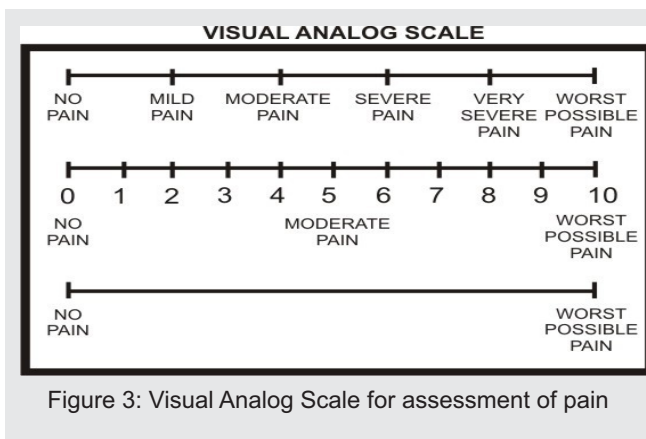 VISUAL ANALOG SCALE
NO MILD MODERATE SEVERE VERY WORST
PAIN PAIN PAIN PAIN SEVERE POSSIBLE
PAIN PAIN
0 1 2 3 4 5 6 7 8 9 10
NO MODERATE WORST
PAIN PAIN POSSIBLE
PAIN
NO WORST
PAIN POSSIBLE
PAIN
Figure 3: Visual Analog Scale for assessment of pain